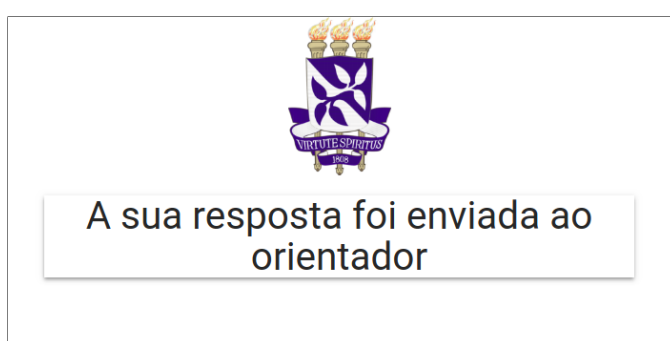 VIRTUTE SPIRITUS
1808
A sua resposta foi enviada ao
orientador